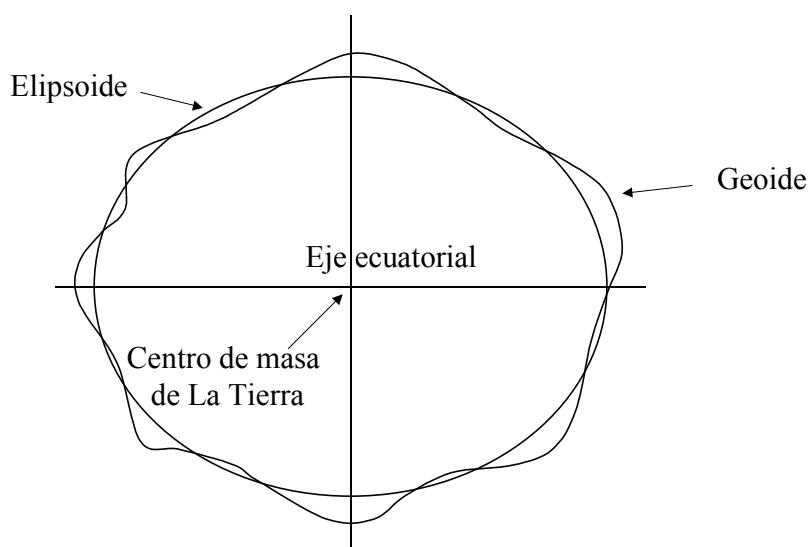 Elipsoide
Geoide
Eje ecuatorial
Centro de masa
de La Tierra